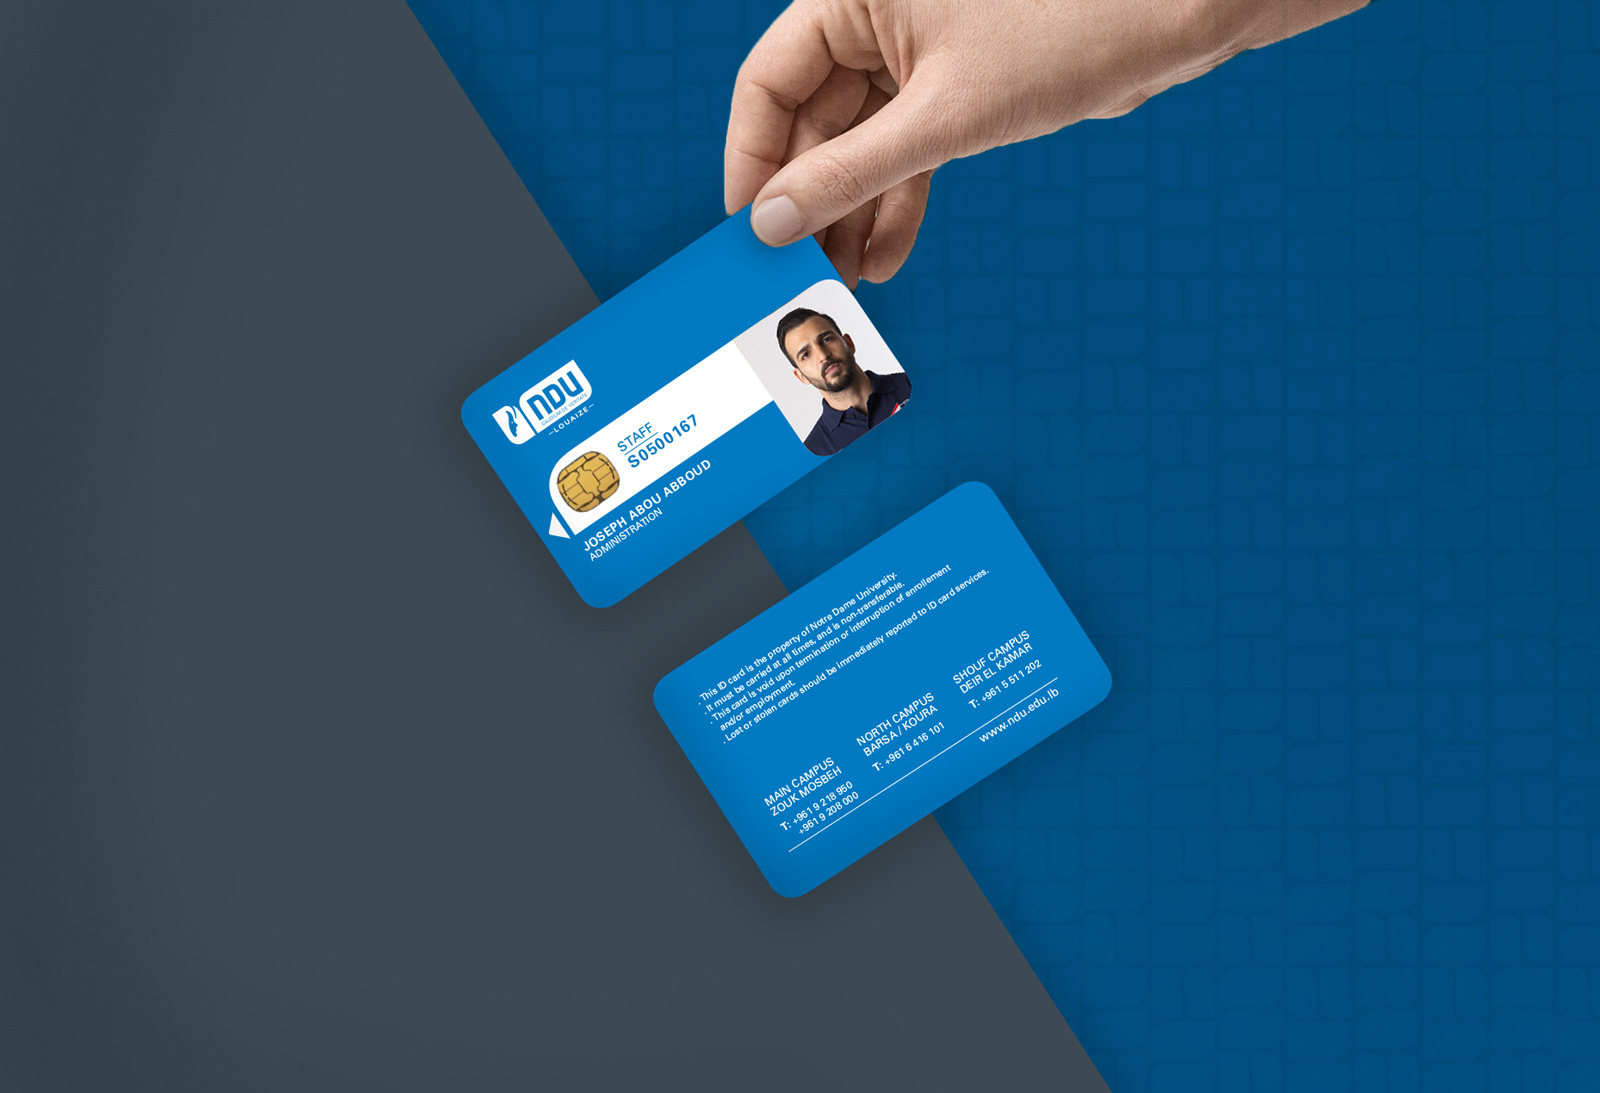 NDU
GAUDIUM DE VERITATE
LOUAIZE
STAFF
S0500167
JOSEPH ABOU ABBOUD
ADMINISTRATION
This ID card is the property of Notre Dame University.
. It must be carried at all times, and is non-transferable.
. This card is void upon termination or interruption of enrollement
and/or employment.
. Lost or stolen cards should be immediately reported to ID card services.
MAIN CAMPUS
ZOUK MOSBEH
T: +961 9 218 950
+961 9 208 000
NORTH CAMPUS
BARSA / KOURA
T: +961 6 416 101
SHOUF CAMPUS
DEIR EL KAMAR
T: +961 5 511 202
www.ndu.edu.lb